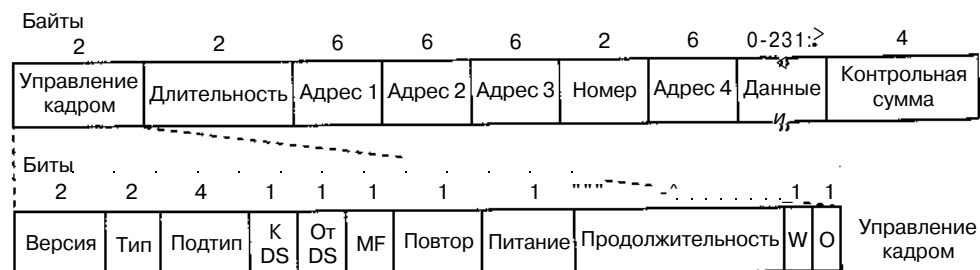 Байты
2 2 6 6 6 2 6 0-231:> 4
Управление кадром Длительность Адрес 1 Адрес 2 Адрес 3 Номер Адрес 4 Данные Контрольная сумма
Биты
2 2 4 1 1 1 1 1 1 1
Версия Тип Подтип К DS От DS MF Повтор Питание Продолжительность W O Управление кадром